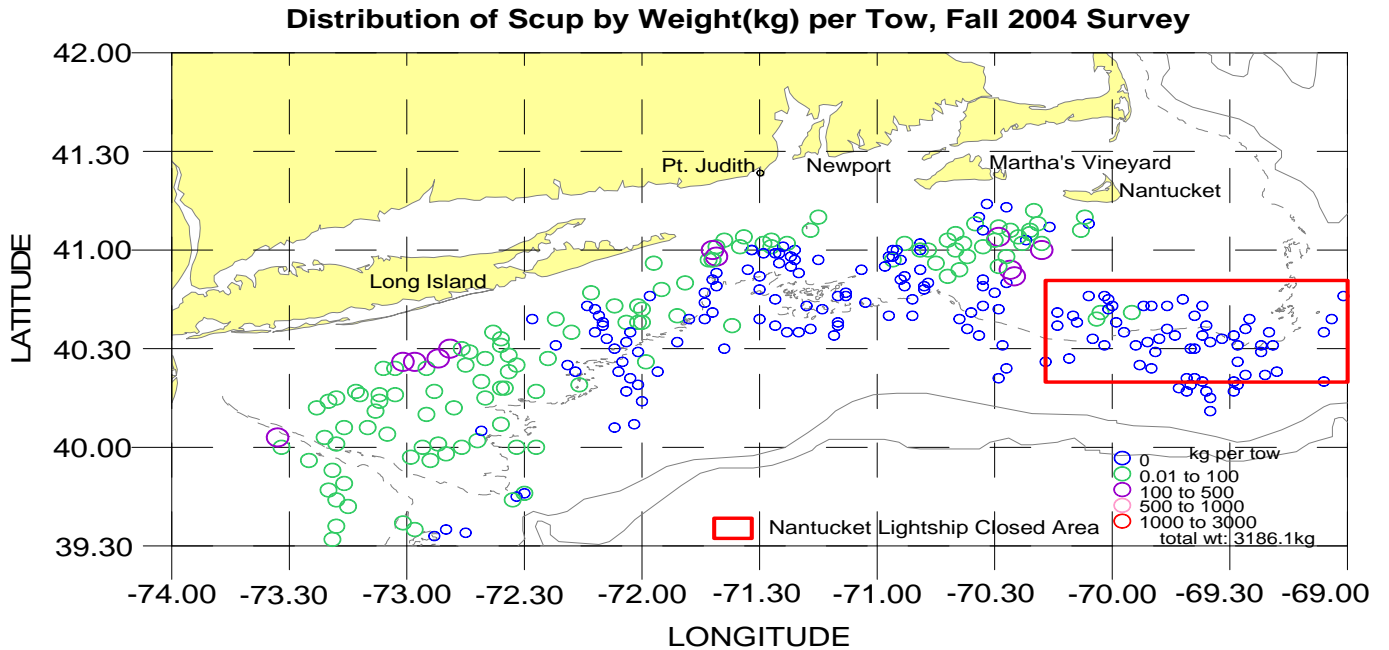 Distribution of Scup by Weight(kg) per Tow, Fall 2004 Survey
42.00
41.30
41.00
40.30
40.00
39.30
LATITUDE
Pt. Judith
Newport
Martha's Vineyard
Nantucket
Long Island
kg per tow
0
0.01 to 100
100 to 500
500 to 1000
1000 to 3000
total wt: 3186.1kg
Nantucket Lightship Closed Area
-74.00 -73.30 -73.00 -72.30 -72.00 -71.30 -71.00 -70.30 -70.00 -69.30 -69.00
LONGITUDE